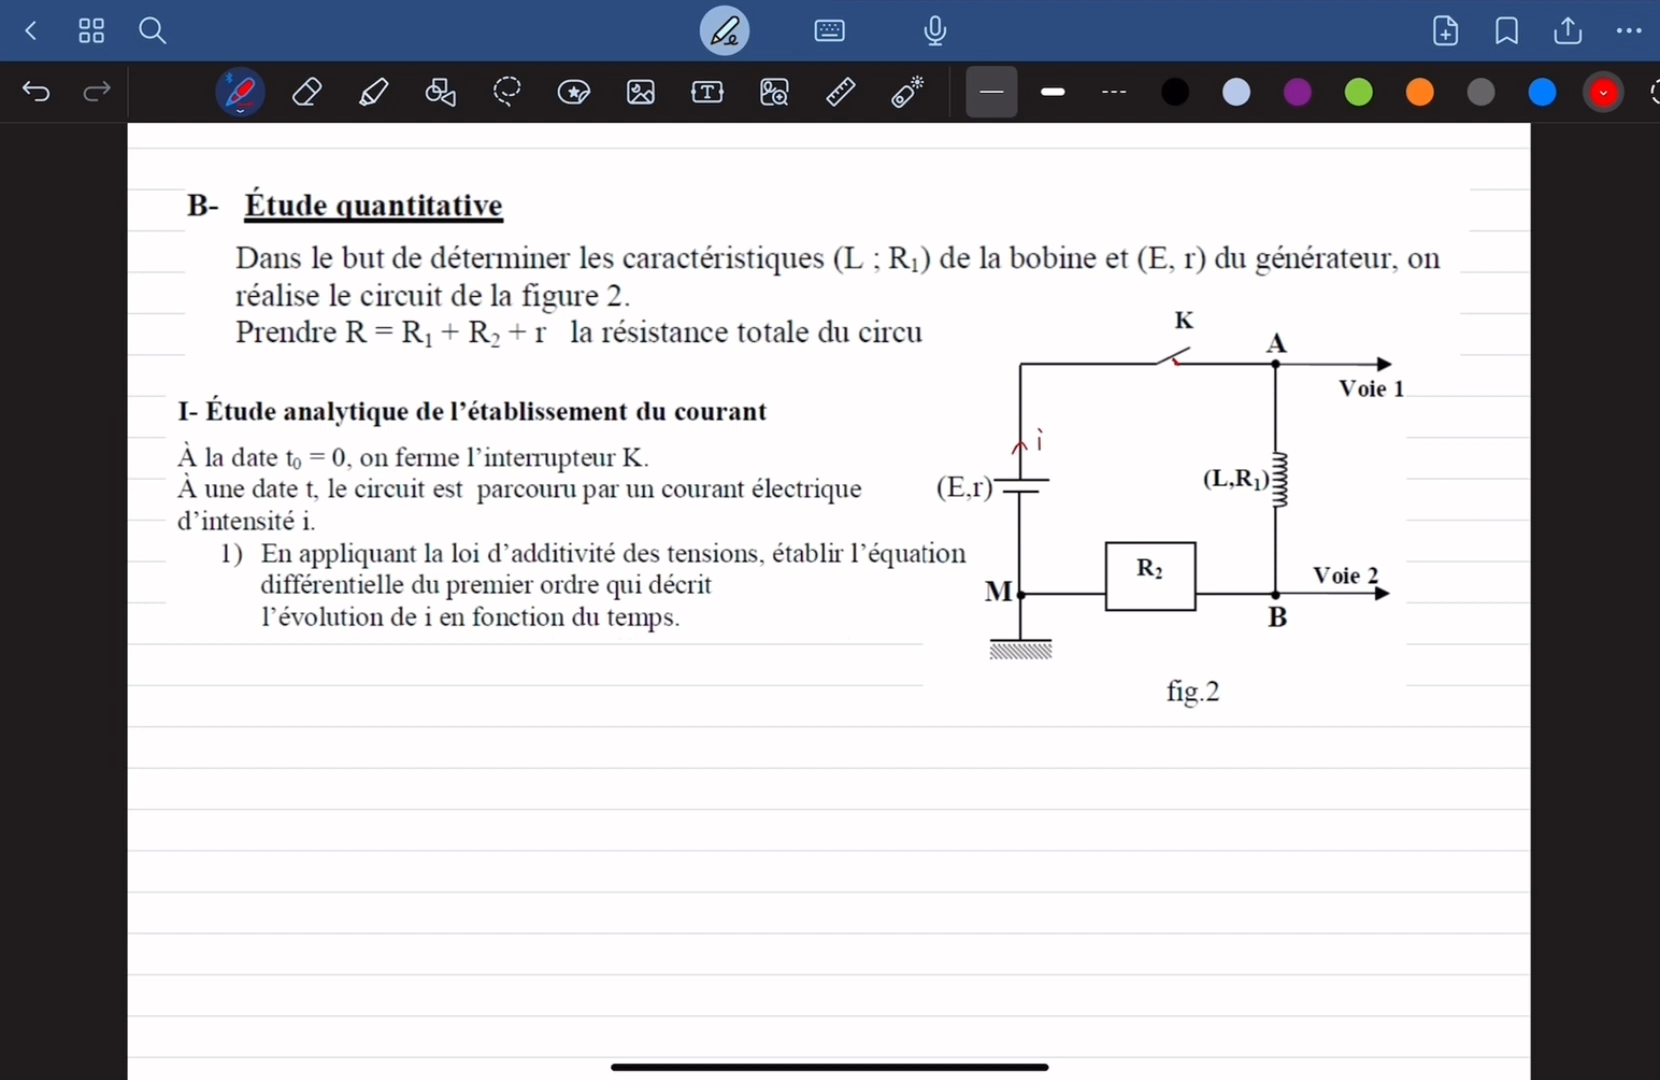 B- Étude quantitative
Dans le but de déterminer les caractéristiques (L ; R₁) de la bobine et (E, r) du générateur, on
réalise le circuit de la figure 2.
Prendre R = R₁ + R₂ + r la résistance totale du circu
I- Étude analytique de l’établissement du courant
À la date t₀ = 0, on ferme l’interrupteur K.
À une date t, le circuit est parcouru par un courant électrique
d’intensité i.
1) En appliquant la loi d’additivité des tensions, établir l’équation
différentielle du premier ordre qui décrit
l’évolution de i en fonction du temps.
K
A
Voie 1
i
(E,r)
(L,R₁)
R₂
Voie 2
M
B
fig.2